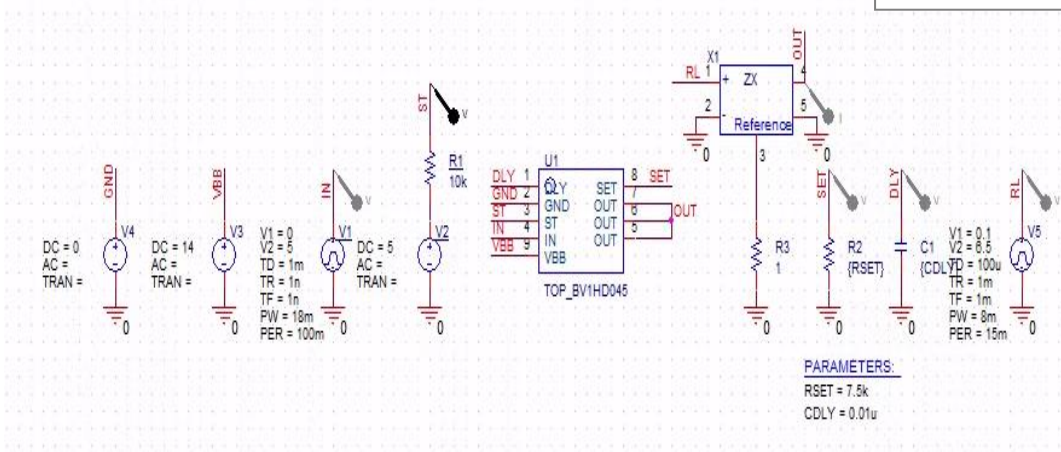 GND
V4
DC = 0
AC =
TRAN =
0
VBB
V3
DC = 14
AC =
TRAN =
0
IN
V
V1
V1 = 0
V2 = 5
TD = 1m
TR = 1n
TF = 1n
PW = 18m
PER = 100m
0
ST
V
R1
10k
V2
DC = 5
AC =
TRAN =
0
U1
DLY 1
GND 2
ST 3
IN 4
VBB 9
DLY
GND
ST
IN
VBB
SET
OUT
OUT
OUT
8 SET
7
6
5
OUT
TOP_BV1HD045
X1
RL 1
+
ZX
4
OUT
2
-
5
Reference
I
0
3
0
R3
1
0
SET
V
R2
{RSET}
0
DLY
V
C1
{CDLY}
0
RL
V
V5
V1 = 0.1
V2 = 6.5
TD = 100u
TR = 1m
TF = 1m
PW = 8m
PER = 15m
0
PARAMETERS:
RSET = 7.5k
CDLY = 0.01u